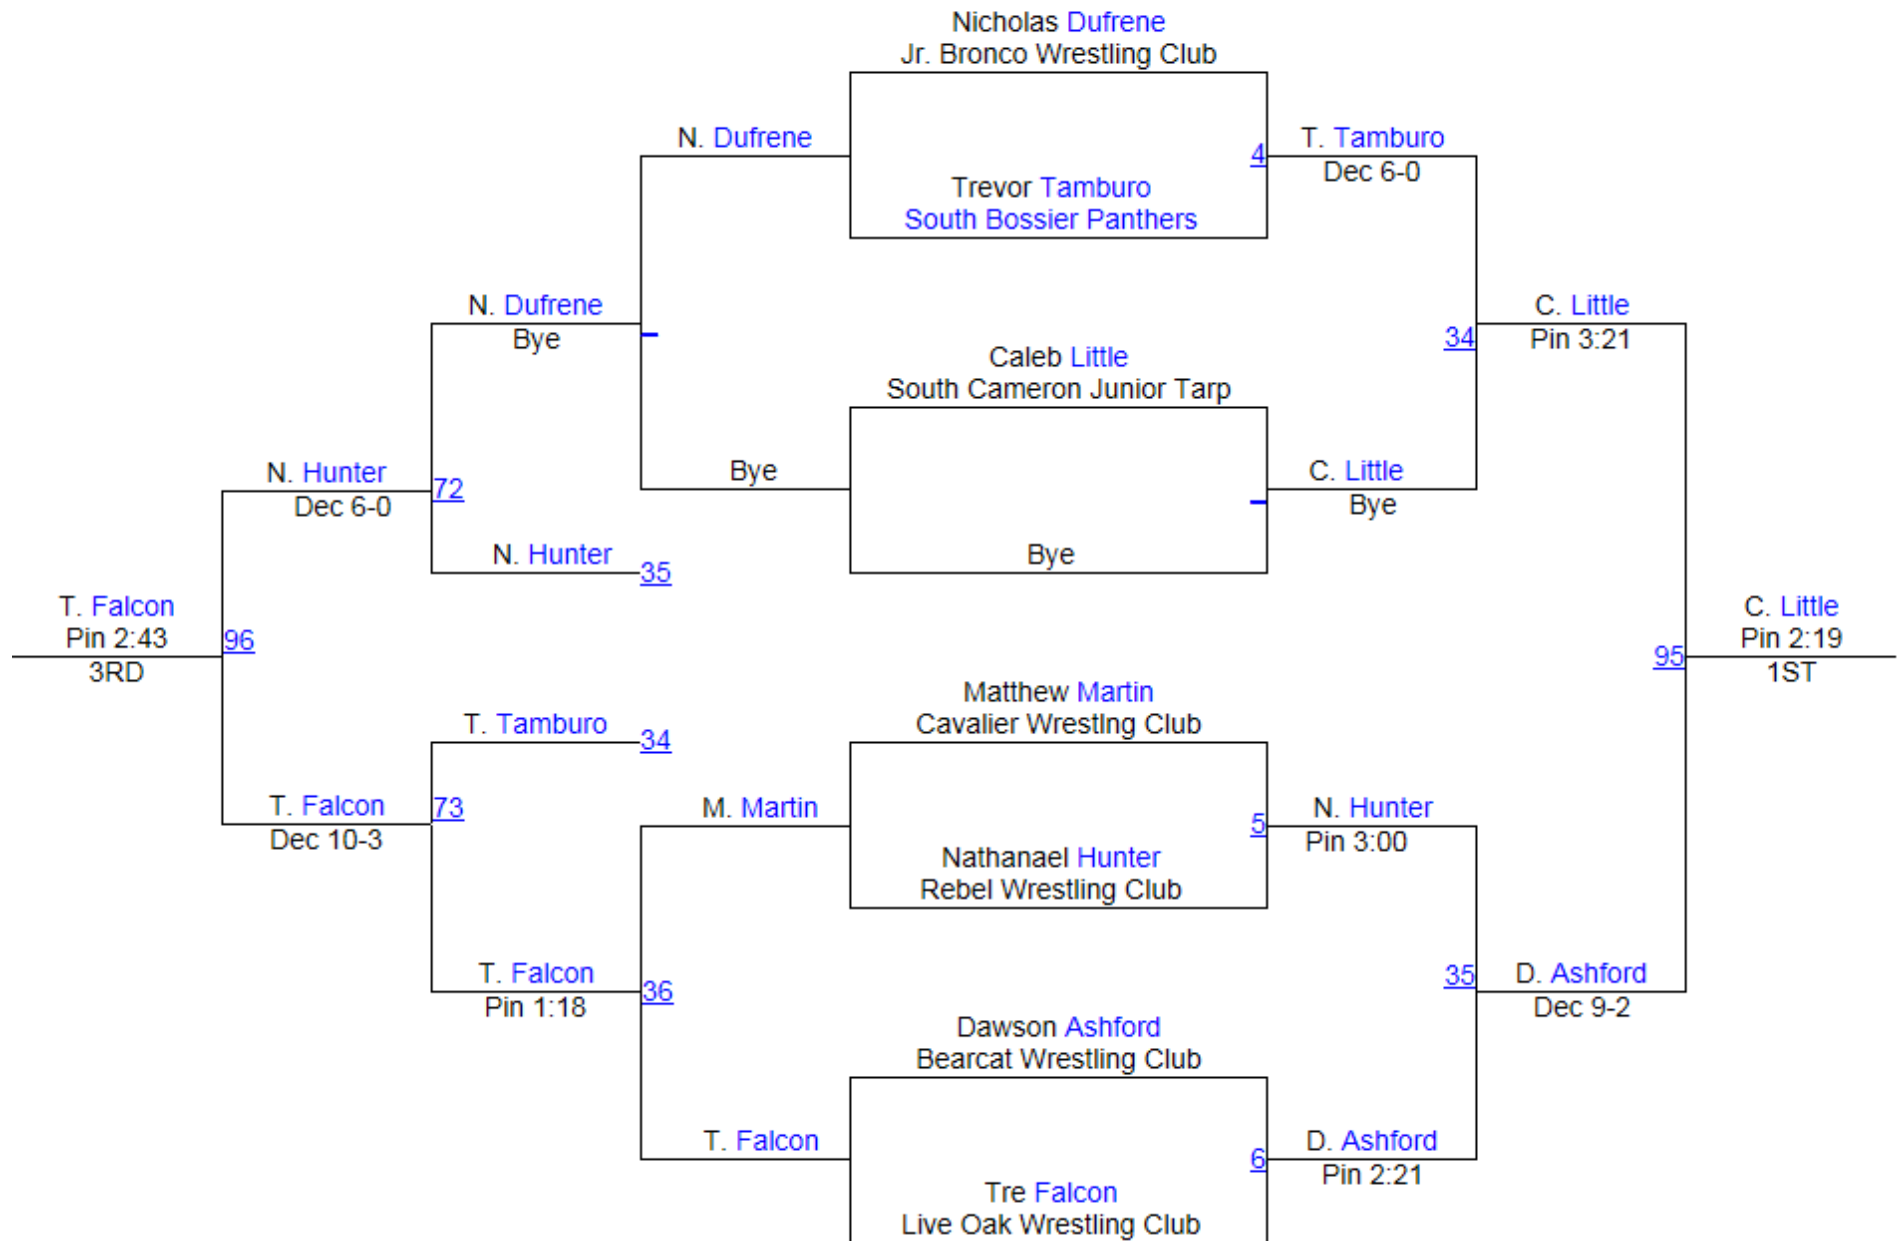 Nicholas Dufrene
Jr. Bronco Wrestling Club
N. Dufrene
4
T. Tamburo
Dec 6-0
Trevor Tamburo
South Bossier Panthers
N. Dufrene
Bye
C. Little
Pin 3:21
34
Caleb Little
South Cameron Junior Tarp
N. Hunter
Dec 6-0
72
Bye
C. Little
Bye
N. Hunter
35
Bye
T. Falcon
Pin 2:43
3RD
96
95
C. Little
Pin 2:19
1ST
Matthew Martin
Cavalier Wrestlng Club
T. Tamburo
34
T. Falcon
Dec 10-3
73
M. Martin
5
N. Hunter
Pin 3:00
Nathanael Hunter
Rebel Wrestling Club
T. Falcon
Pin 1:18
36
35
D. Ashford
Dec 9-2
Dawson Ashford
Bearcat Wrestling Club
T. Falcon
6
D. Ashford
Pin 2:21
Tre Falcon
Live Oak Wrestling Club